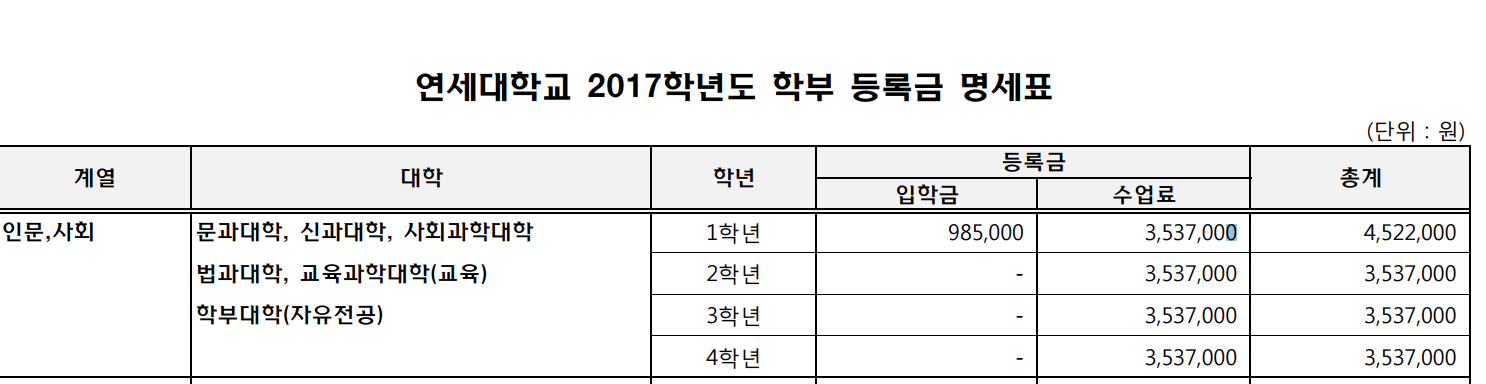 연세대학교 2017학년도 학부 등록금 명세표
(단위 : 원)
계열 대학 학년 등록금 총계
입학금 수업료
인문,사회 문과대학, 신과대학, 사회과학대학 1학년 985,000 3,537,000 4,522,000
법과대학, 교육과학대학(교육) 2학년 - 3,537,000 3,537,000
학부대학(자유전공) 3학년 - 3,537,000 3,537,000
4학년 - 3,537,000 3,537,000